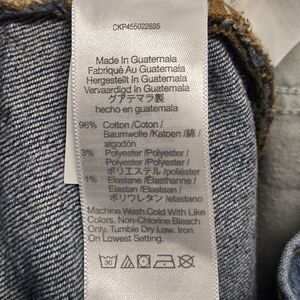 CKP455022635
Made In Guatemala
Fabriqué Au Guatemala
Hergestellt In Guatemala
Vervaardigd In Guatemala
グアテマラ製
hecho en guatemala
96% Cotton /Coton /
Baumwolle /Katoen /綿 /
algodón
3% Polyester /Polyester /
Polyester /Polyester /
ポリエステル /poliéster
1% Elastane /Élasthanne /
Elastan /Elastaan /
ポリウレタン /elastano
Machine Wash Cold With Like
Colors. Non-Chlorine Bleach
Only. Tumble Dry Low. Iron
On Lowest Setting.